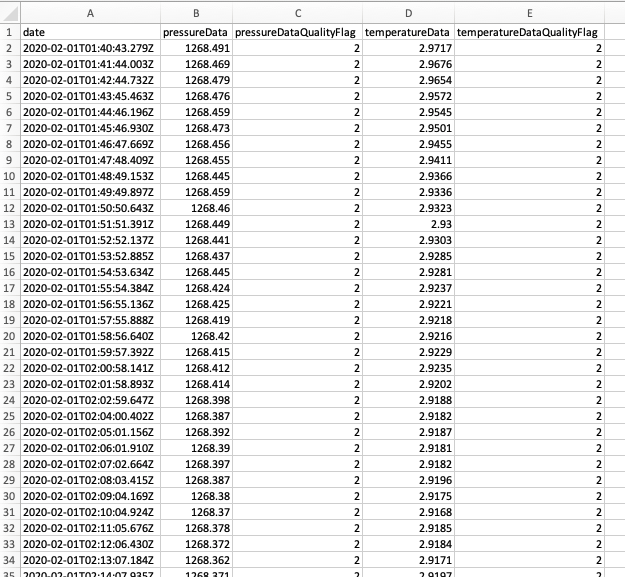 A B C D E
1 date pressureData pressureDataQualityFlag temperatureData temperatureDataQualityFlag
2 2020-02-01T01:40:43.279Z 1268.491 2 2.9717 2
3 2020-02-01T01:41:44.003Z 1268.469 2 2.9676 2
4 2020-02-01T01:42:44.732Z 1268.479 2 2.9654 2
5 2020-02-01T01:43:45.463Z 1268.476 2 2.9572 2
6 2020-02-01T01:44:46.196Z 1268.459 2 2.9545 2
7 2020-02-01T01:45:46.930Z 1268.473 2 2.9501 2
8 2020-02-01T01:46:47.669Z 1268.456 2 2.9455 2
9 2020-02-01T01:47:48.409Z 1268.455 2 2.9411 2
10 2020-02-01T01:48:49.153Z 1268.445 2 2.9366 2
11 2020-02-01T01:49:49.897Z 1268.459 2 2.9336 2
12 2020-02-01T01:50:50.643Z 1268.46 2 2.9323 2
13 2020-02-01T01:51:51.391Z 1268.449 2 2.93 2
14 2020-02-01T01:52:52.137Z 1268.441 2 2.9303 2
15 2020-02-01T01:53:52.885Z 1268.437 2 2.9285 2
16 2020-02-01T01:54:53.634Z 1268.445 2 2.9281 2
17 2020-02-01T01:55:54.384Z 1268.424 2 2.9237 2
18 2020-02-01T01:56:55.136Z 1268.425 2 2.9221 2
19 2020-02-01T01:57:55.888Z 1268.419 2 2.9218 2
20 2020-02-01T01:58:56.640Z 1268.42 2 2.9216 2
21 2020-02-01T01:59:57.392Z 1268.415 2 2.9229 2
22 2020-02-01T02:00:58.141Z 1268.412 2 2.9235 2
23 2020-02-01T02:01:58.893Z 1268.414 2 2.9202 2
24 2020-02-01T02:02:59.647Z 1268.398 2 2.9188 2
25 2020-02-01T02:04:00.402Z 1268.387 2 2.9182 2
26 2020-02-01T02:05:01.156Z 1268.392 2 2.9187 2
27 2020-02-01T02:06:01.910Z 1268.39 2 2.9181 2
28 2020-02-01T02:07:02.664Z 1268.397 2 2.9182 2
29 2020-02-01T02:08:03.415Z 1268.387 2 2.9196 2
30 2020-02-01T02:09:04.169Z 1268.38 2 2.9175 2
31 2020-02-01T02:10:04.924Z 1268.37 2 2.9168 2
32 2020-02-01T02:11:05.676Z 1268.378 2 2.9185 2
33 2020-02-01T02:12:06.430Z 1268.372 2 2.9184 2
34 2020-02-01T02:13:07.184Z 1268.362 2 2.9171 2
35 2020-02-01T02:14:07.935Z 1268.371 2 2.9197 2